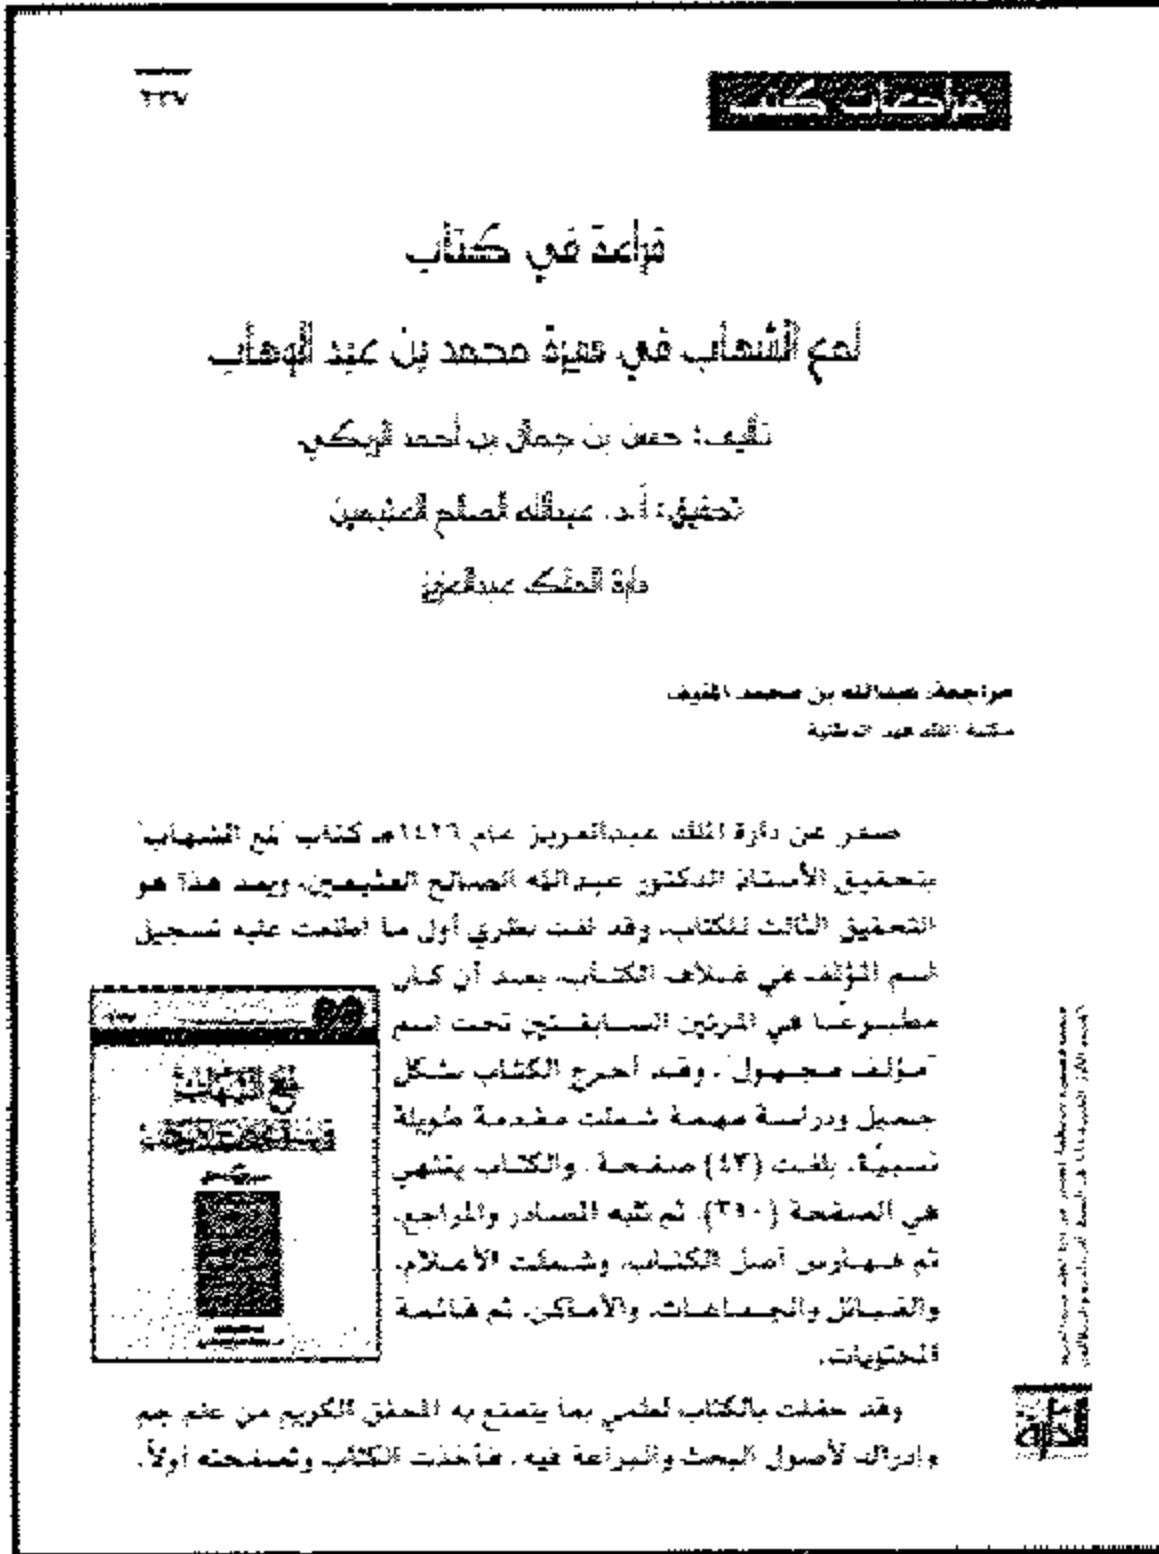 مراجعات كتب
٢٣٧
قراءة في كتاب
لمع الشهاب في سيرة محمد بن عبد الوهاب
تأليف: حسن بن جمال بن أحمد الريكي
تحقيق: أ.د. عبدالله الصالح العثيمين
دارة الملك عبدالعزيز
مراجعة: عبدالله بن محمد المنيف
مكتبة الملك فهد الوطنية
صدر عن دارة الملك عبدالعزيز عام ١٤٢٦هـ كتاب "لمع الشهاب"
بتحقيق الأستاذ الدكتور عبدالله الصالح العثيمين، ويعد هذا هو
التحقيق الثالث للكتاب، وقد لفت نظري أول ما اطلعت عليه تسجيل
اسم المؤلف في غلاف الكتاب، بعد أن كان
مطبوعًا في المرتين السابقتين تحت اسم
"مؤلف مجهول"، وقد أخرج الكتاب بشكل
جميل ودراسة مهمة شملت مقدمة طويلة
نسبيًّا، بلغت (٤٣) صفحة، والكتاب ينتهي
في الصفحة (٢٩٠)، ثم تليه المصادر والمراجع،
ثم فهارس أصل الكتاب، وشملت الأعلام،
والقبائل والجماعات، والأماكن، ثم قائمة
المحتويات.
وقد حفلت بالكتاب لعلمي بما يتمتع به المحقق الكريم من علم جم
وإدراك لأصول البحث والبراعة فيه، فأخذت الكتاب وتصفحته أولاً،
لمع الشهاب
الدارة